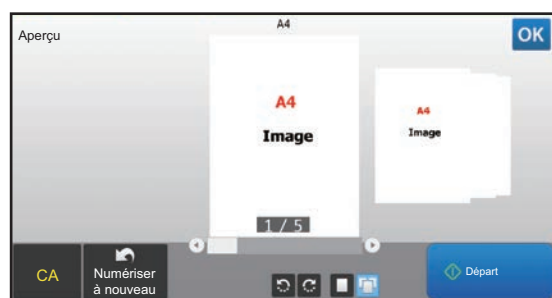 Aperçu
A4
OK
A4
Image
A4
Image
1 / 5
CA
Numériser
à nouveau
Départ